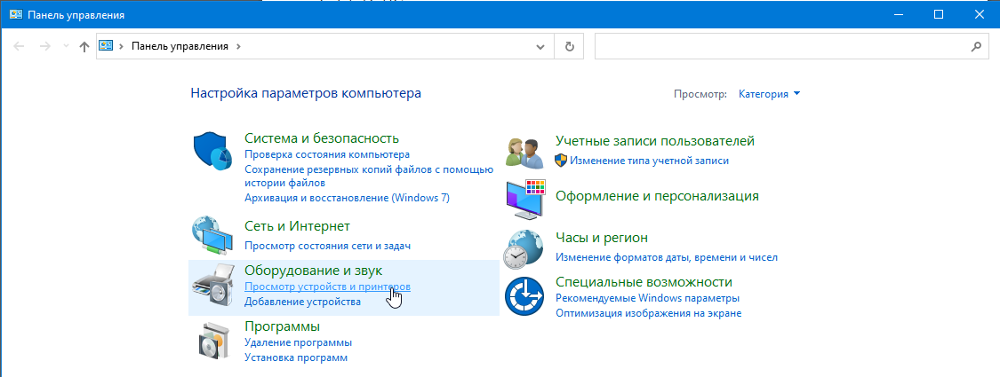 Панель управления
Панель управления
Настройка параметров компьютера
Просмотр: Категория
Система и безопасность
Проверка состояния компьютера
Сохранение резервных копий файлов с помощью
истории файлов
Архивация и восстановление (Windows 7)
Сеть и Интернет
Просмотр состояния сети и задач
Оборудование и звук
Просмотр устройств и принтеров
Добавление устройства
Программы
Удаление программы
Установка программ
Учетные записи пользователей
Изменение типа учетной записи
Оформление и персонализация
Часы и регион
Изменение форматов даты, времени и чисел
Специальные возможности
Рекомендуемые Windows параметры
Оптимизация изображения на экране